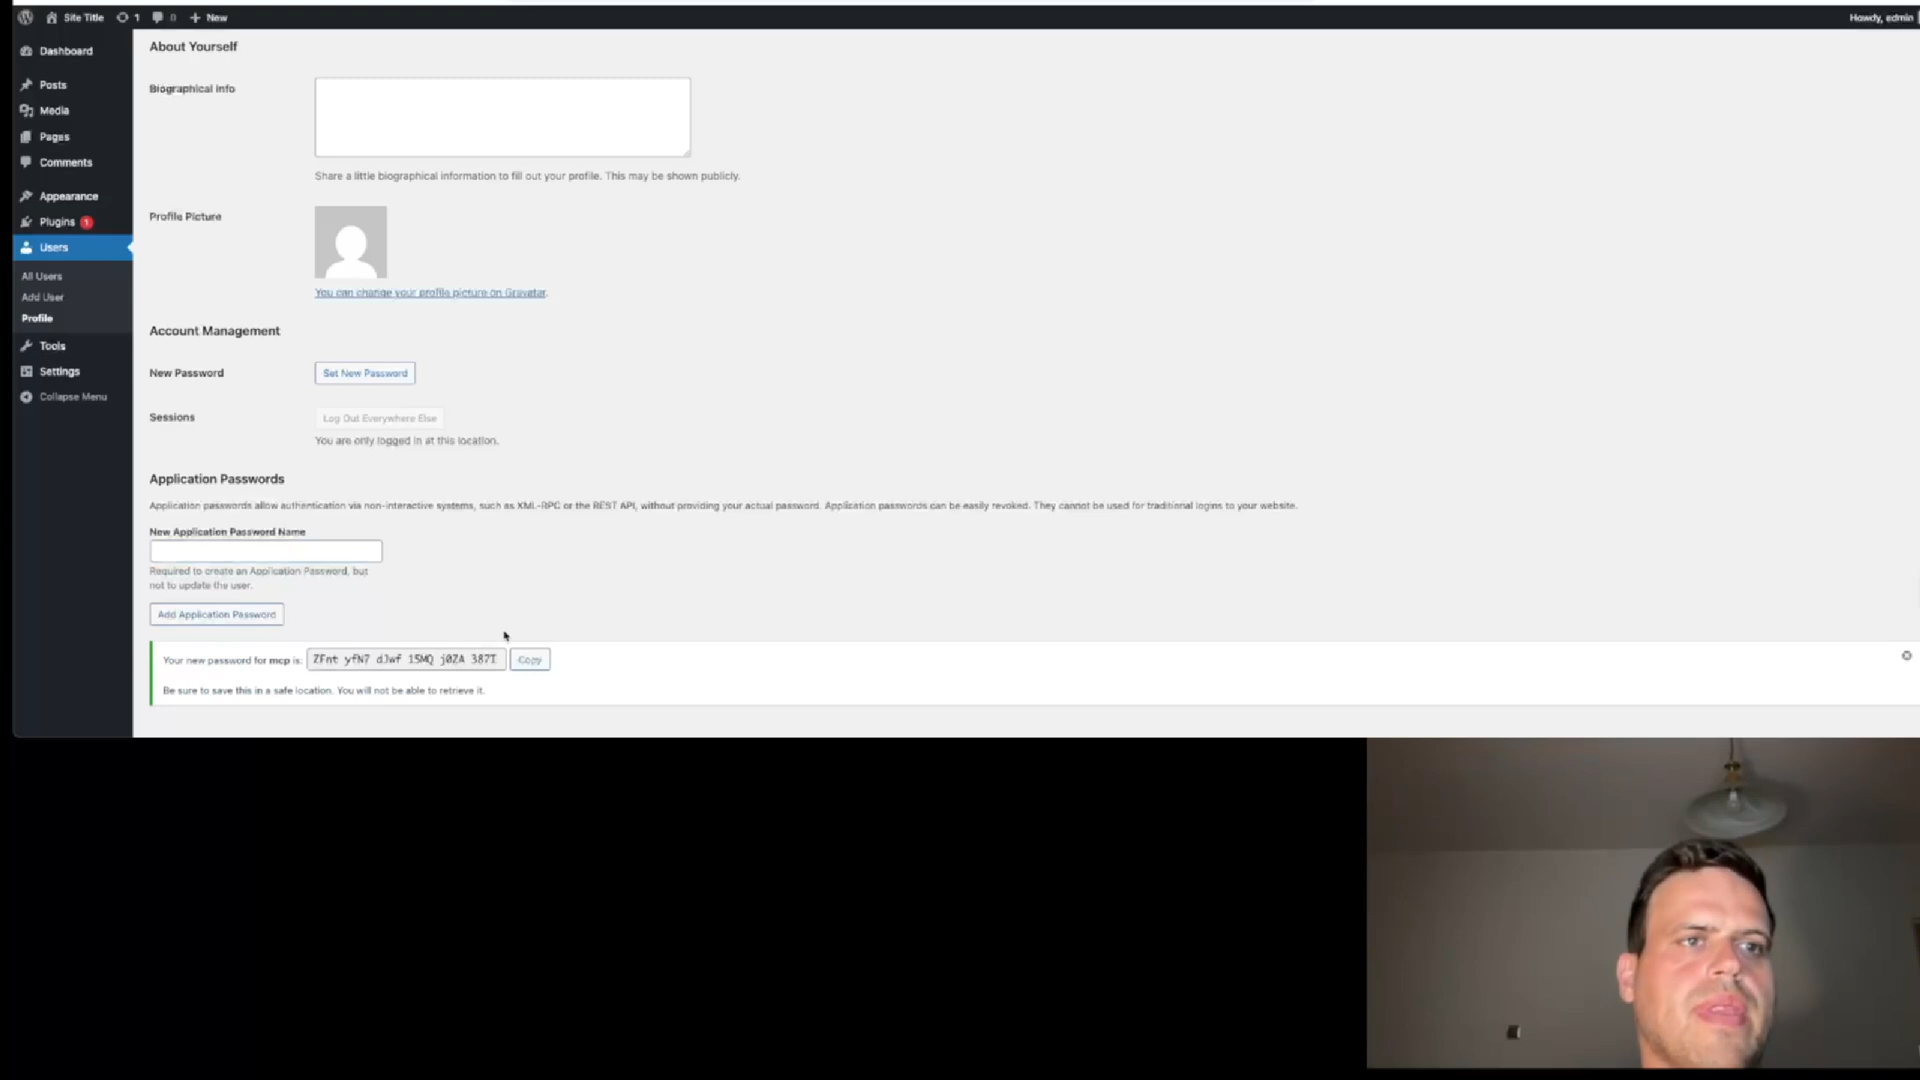 Site Title 1 0 New Howdy, admin
Dashboard
Posts
Media
Pages
Comments
Appearance
Plugins 1
Users
All Users
Add User
Profile
Tools
Settings
Collapse Menu
About Yourself
Biographical Info
Share a little biographical information to fill out your profile. This may be shown publicly.
Profile Picture
You can change your profile picture on Gravatar.
Account Management
New Password Set New Password
Sessions Log Out Everywhere Else
You are only logged in at this location.
Application Passwords
Application passwords allow authentication via non-interactive systems, such as XML-RPC or the REST API, without providing your actual password. Application passwords can be easily revoked. They cannot be used for traditional logins to your website.
New Application Password Name
Required to create an Application Password, but
not to update the user.
Add Application Password
Your new password for mcp is: ZFnt yfN7 dJwf 15MQ j0ZA 387I Copy
Be sure to save this in a safe location. You will not be able to retrieve it.